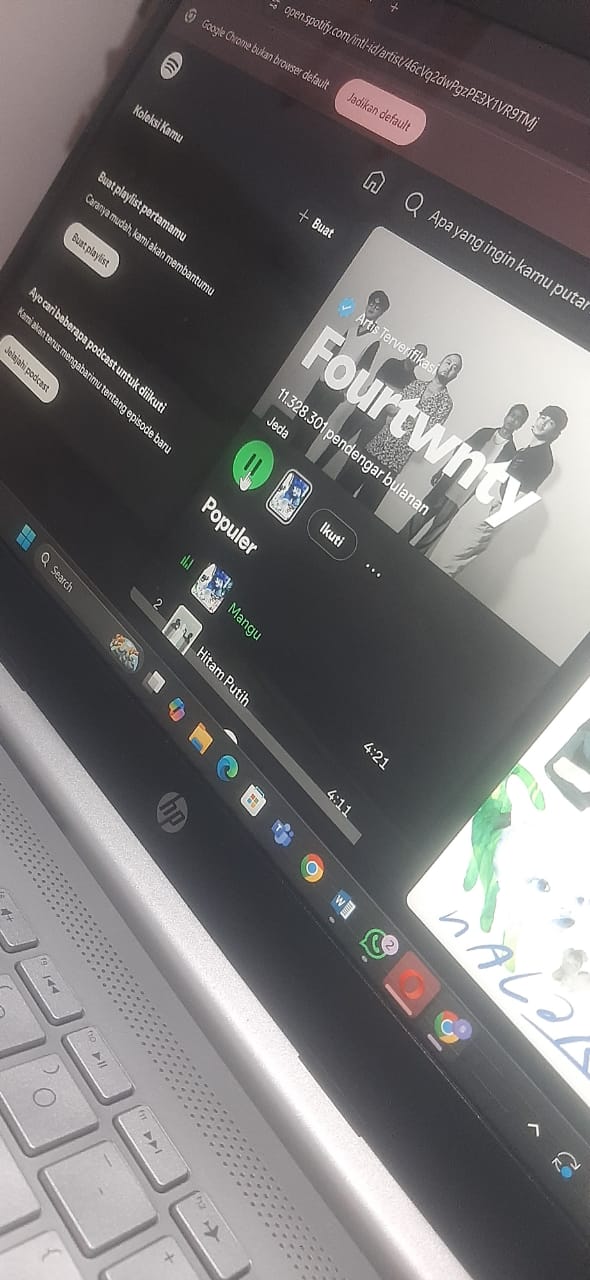 open.spotify.com/intl-id/artist/46cVq2dwPgzPE3X1VR9TMj
Google Chrome bukan browser default
Jadikan default
Koleksi Kamu
Buat
Buat playlist pertamamu
Caranya mudah, kami akan membantumu
Buat playlist
Ayo cari beberapa podcast untuk diikuti
Kami akan terus mengabarimu tentang episode baru
Jelajahi podcast
Apa yang ingin kamu putar
Artis Terverifikasi
Fourtwnty
11.328.301 pendengar bulanan
Jeda
Ikuti
Populer
Mangu
4:21
2
Hitam Putih
4:11
Search
2
hp